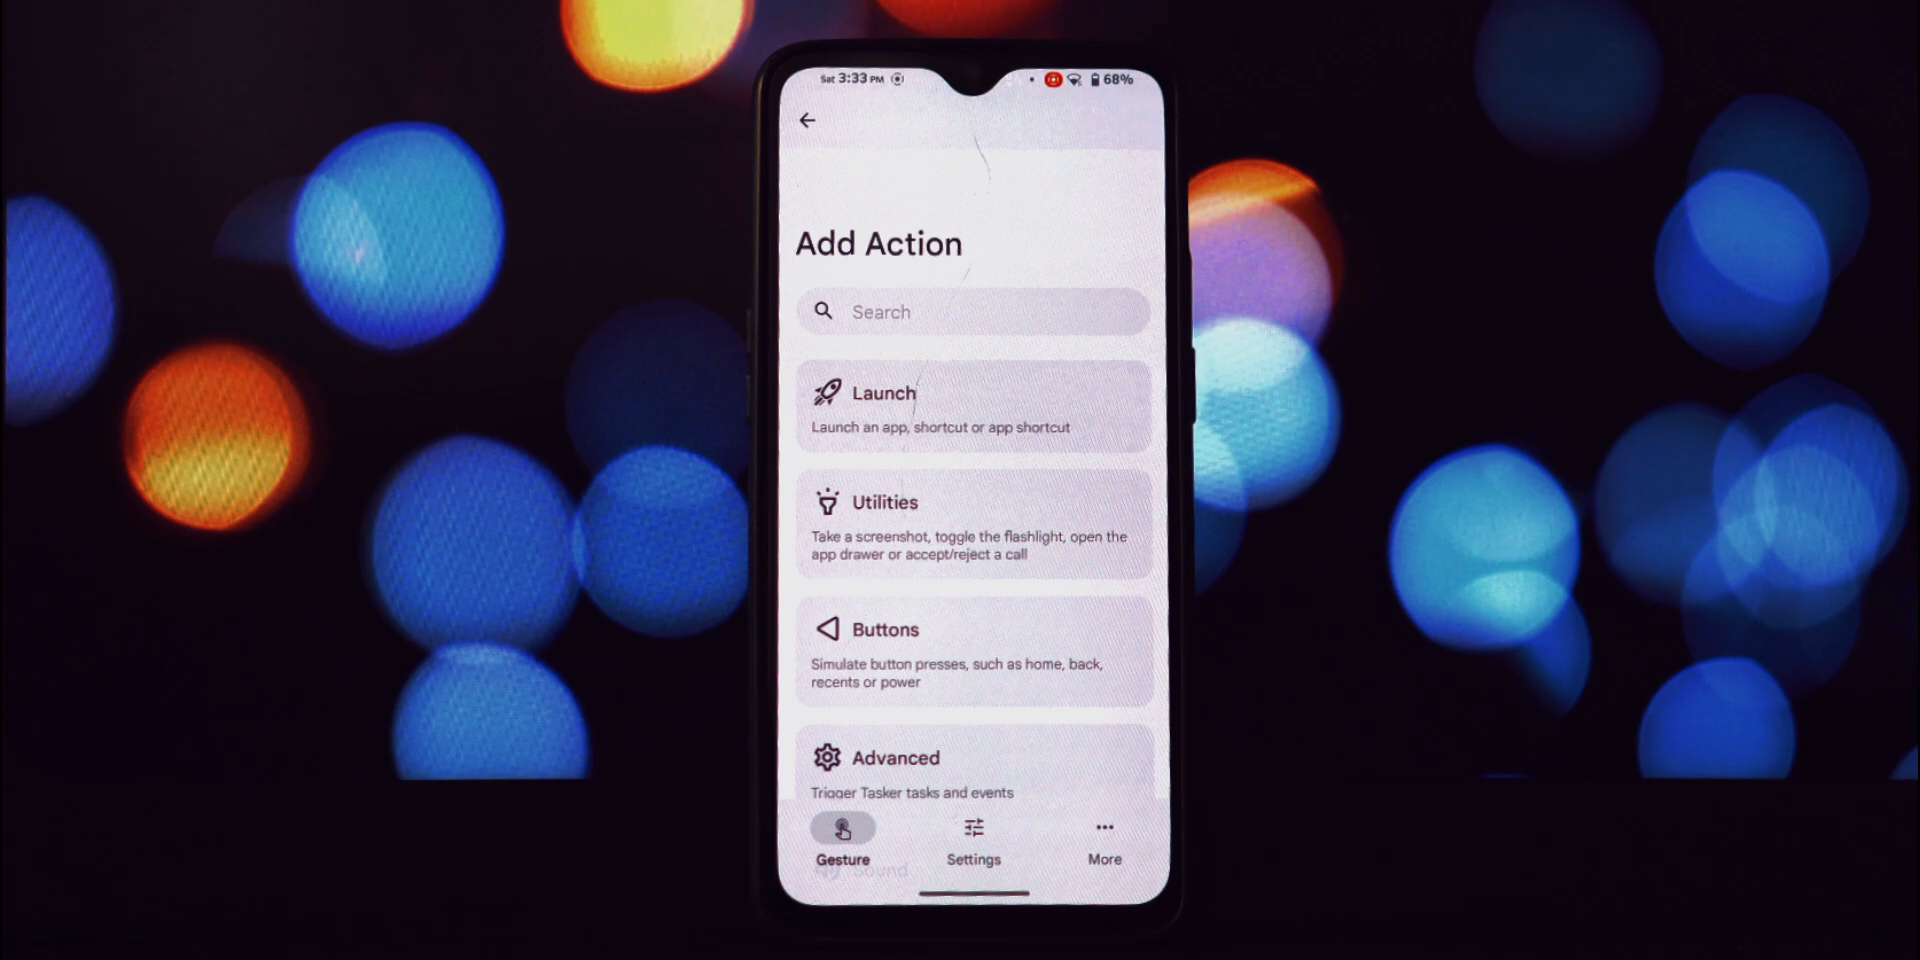 Sat 3:33 PM 68%
Add Action
Search
Launch
Launch an app, shortcut or app shortcut
Utilities
Take a screenshot, toggle the flashlight, open the
app drawer or accept/reject a call
Buttons
Simulate button presses, such as home, back,
recents or power
Advanced
Trigger Tasker tasks and events
Gesture Settings More
Sound